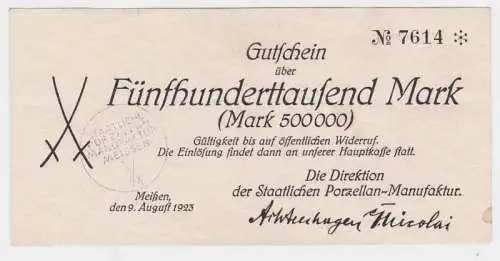 № 7614 *
Gutschein
über
Fünfhunderttausend Mark
(Mark 500000)
Gültigkeit bis auf öffentlichen Widerruf.
Die Einlösung findet dann an unserer Hauptkasse statt.
STAATLICHE
PORZELLAN
MANUFAKTUR
MEISSEN
Die Direktion
der Staatlichen Porzellan-Manufaktur.
Meißen,
den 9. August 1923
Achtenhagen Nicolai